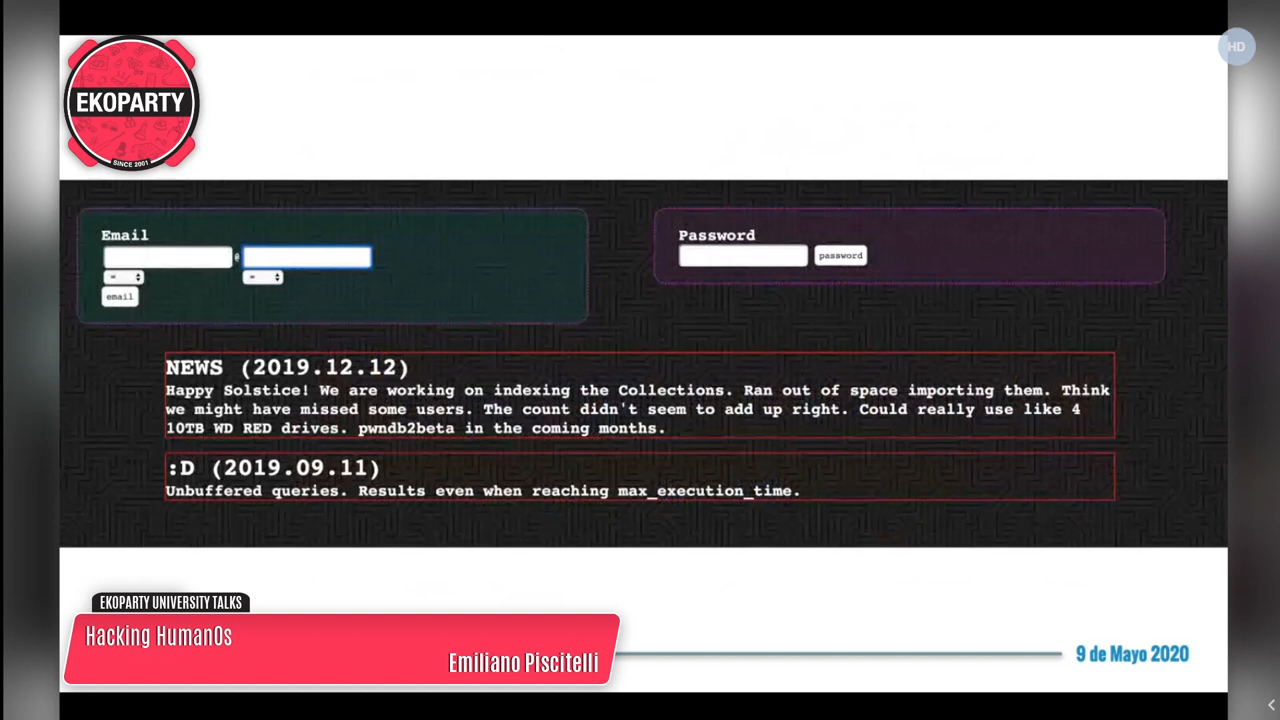 EKOPARTY
SINCE 2001
HD
Email
@
=
=
email
Password
password
NEWS (2019.12.12)
Happy Solstice! We are working on indexing the Collections. Ran out of space importing them. Think
we might have missed some users. The count didn't seem to add up right. Could really use like 4
10TB WD RED drives. pwndb2beta in the coming months.
:D (2019.09.11)
Unbuffered queries. Results even when reaching max_execution_time.
EKOPARTY UNIVERSITY TALKS
Hacking HumanOs
Emiliano Piscitelli
9 de Mayo 2020